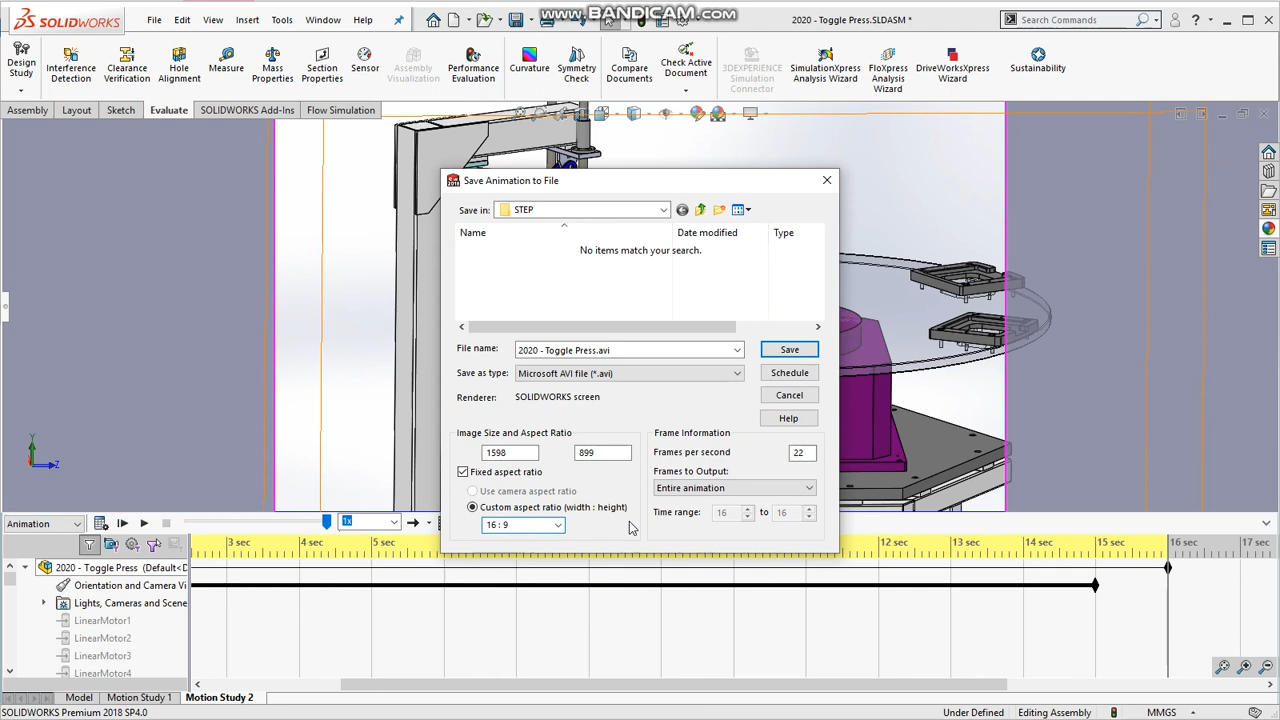 www.BANDICAM.com
SOLIDWORKS
File Edit View Insert Tools Window Help
2020 - Toggle Press.SLDASM *
Search Commands
Design Study
Interference Detection
Clearance Verification
Hole Alignment
Measure
Mass Properties
Section Properties
Sensor
Assembly Visualization
Performance Evaluation
Curvature
Symmetry Check
Compare Documents
Check Active Document
3DEXPERIENCE Simulation Connector
SimulationXpress Analysis Wizard
FloXpress Analysis Wizard
DriveWorksXpress Wizard
Sustainability
Assembly Layout Sketch Evaluate SOLIDWORKS Add-Ins Flow Simulation
Save Animation to File
Save in: STEP
Name Date modified Type
No items match your search.
File name: 2020 - Toggle Press.avi Save
Save as type: Microsoft AVI file (*.avi) Schedule
Renderer: SOLIDWORKS screen Cancel
Help
Image Size and Aspect Ratio
1598 899
Fixed aspect ratio
Use camera aspect ratio
Custom aspect ratio (width : height)
16 : 9
Frame Information
Frames per second 22
Frames to Output:
Entire animation
Time range: 16 to 16
Y
Z
Animation 1x
3 sec 5 sec 12 sec 13 sec 15 sec 16 sec 17 sec
2020 - Toggle Press (Default<D
Orientation and Camera Vi
Lights, Cameras and Scene
LinearMotor1
LinearMotor2
LinearMotor3
LinearMotor4
Model Motion Study 1 Motion Study 2
SOLIDWORKS Premium 2018 SP4.0 Under Defined Editing Assembly MMGS